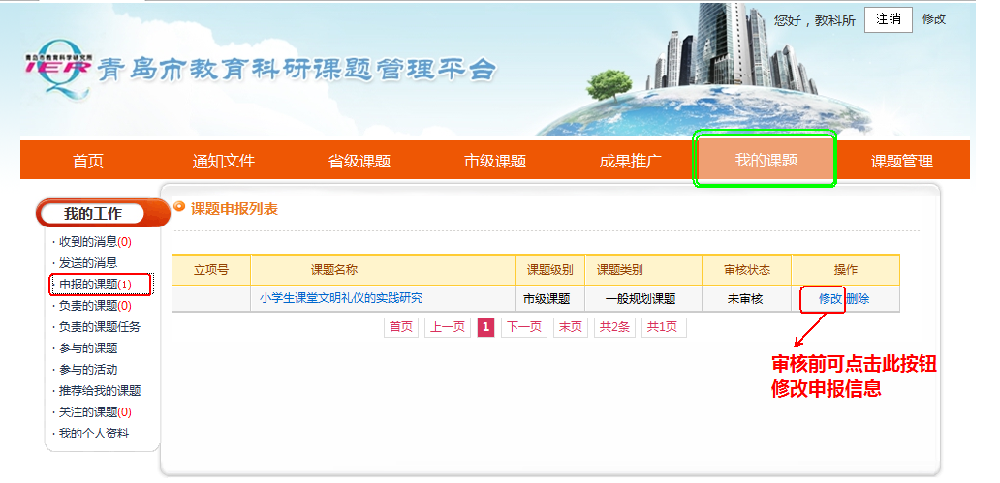 您好，教科所 注销 修改
青岛市教育科学研究所
IER
青岛市教育科研课题管理平台
首页 通知文件 省级课题 市级课题 成果推广 我的课题 课题管理
我的工作
·收到的消息(0)
·发送的消息
·申报的课题(1)
·负责的课题(0)
·负责的课题任务
·参与的课题
·参与的活动
·推荐给我的课题
·关注的课题(0)
·我的个人资料
课题申报列表
立项号 课题名称 课题级别 课题类别 审核状态 操作
小学生课堂文明礼仪的实践研究 市级课题 一般规划课题 未审核 修改 删除
首页 上一页 1 下一页 末页 共2条 共1页
审核前可点击此按钮
修改申报信息